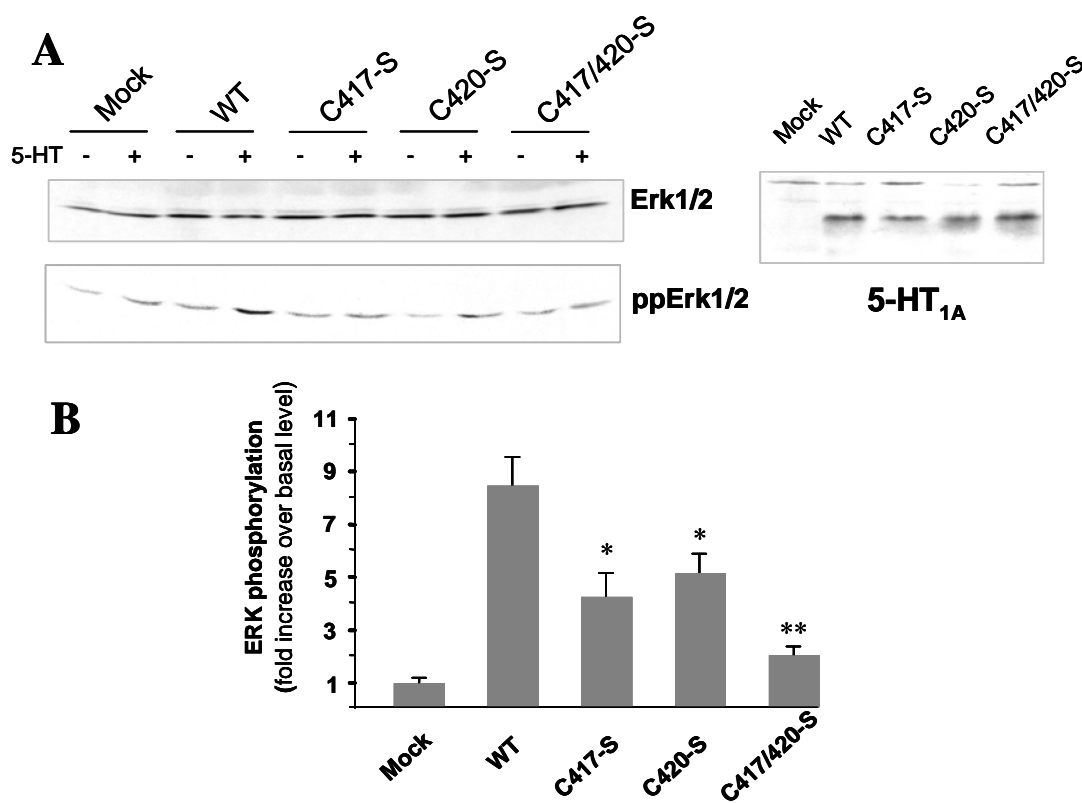 A
Mock WT C417-S C420-S C417/420-S
5-HT - + - + - + - + - +
Erk1/2
ppErk1/2
Mock WT C417-S C420-S C417/420-S
5-HT1A
B
ERK phosphorylation
(fold increase over basal level)
11
9
7
5
3
1
* * **
Mock WT C417-S C420-S C417/420-S